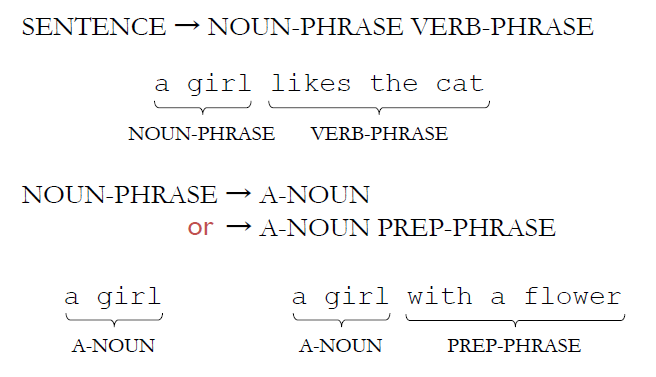 SENTENCE → NOUN-PHRASE VERB-PHRASE
a girl likes the cat
NOUN-PHRASE VERB-PHRASE
NOUN-PHRASE → A-NOUN
or → A-NOUN PREP-PHRASE
a girl a girl with a flower
A-NOUN A-NOUN PREP-PHRASE